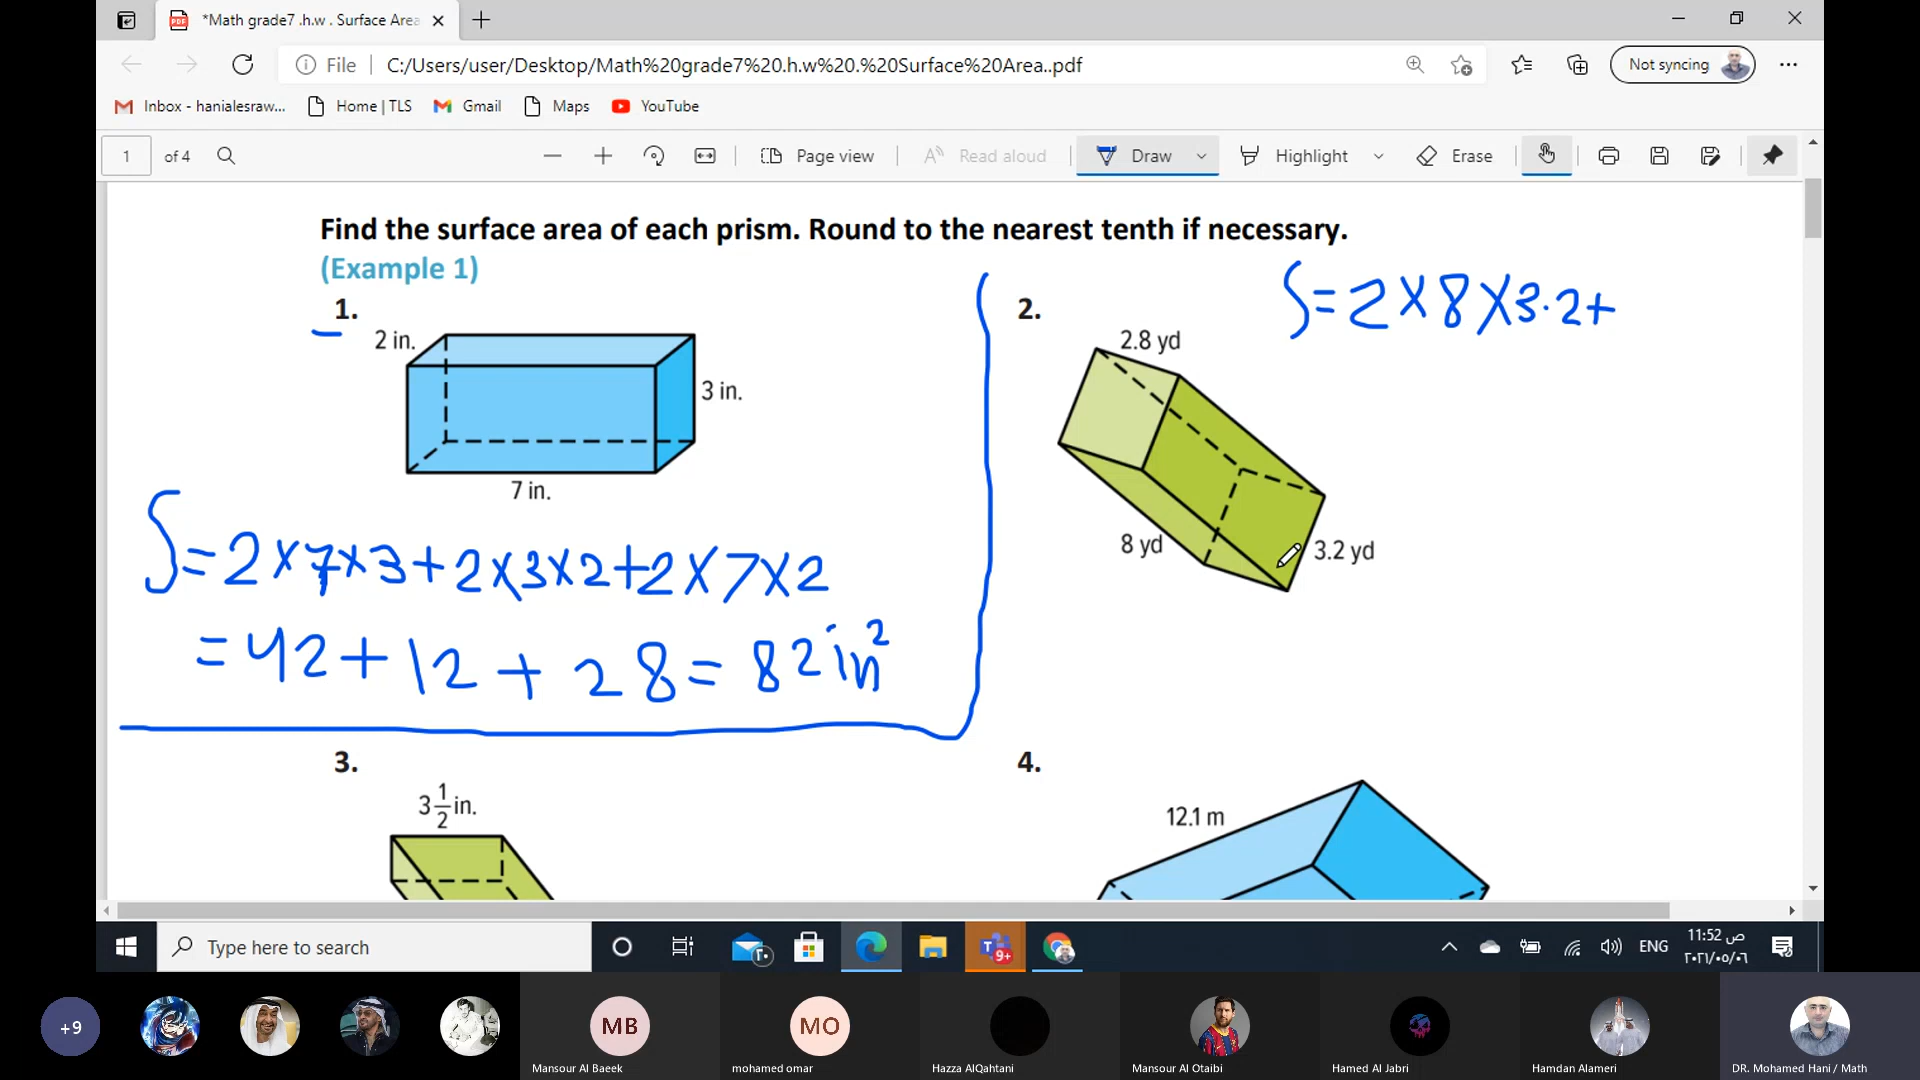 *Math grade7 .h.w . Surface Area
File
C:/Users/user/Desktop/Math%20grade7%20.h.w%20.%20Surface%20Area..pdf
Not syncing
Inbox - hanialesraw...
Home | TLS
Gmail
Maps
YouTube
1 of 4
Page view
Read aloud
Draw
Highlight
Erase
Find the surface area of each prism. Round to the nearest tenth if necessary.
(Example 1)
1.
2 in.
3 in.
7 in.
S=2×7×3+2×3×2+2×7×2
=42+12+28=82in²
2.
S=2×8×3.2+
2.8 yd
8 yd
3.2 yd
3.
3 1/2 in.
4.
12.1 m
Type here to search
9+
ENG
11:52 ص
٢٠٢١/٠٥/٠٦
+9
MB
Mansour Al Baeek
MO
mohamed omar
Hazza AlQahtani
Mansour Al Otaibi
Hamed Al Jabri
Hamdan Alameri
DR. Mohamed Hani / Math